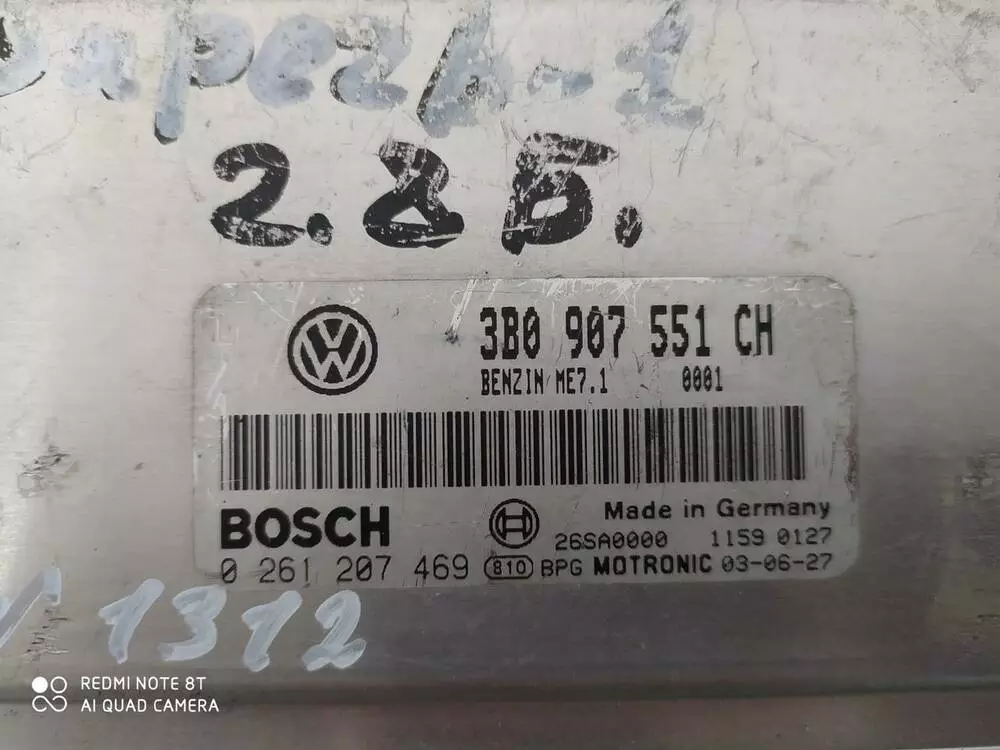 2.8Б.
3B0 907 551 CH
BENZIN ME7.1 0001
BOSCH
Made in Germany
26SA0000 1159 0127
0 261 207 469 810 BPG MOTRONIC 03-06-27
1312
REDMI NOTE 8T
AI QUAD CAMERA